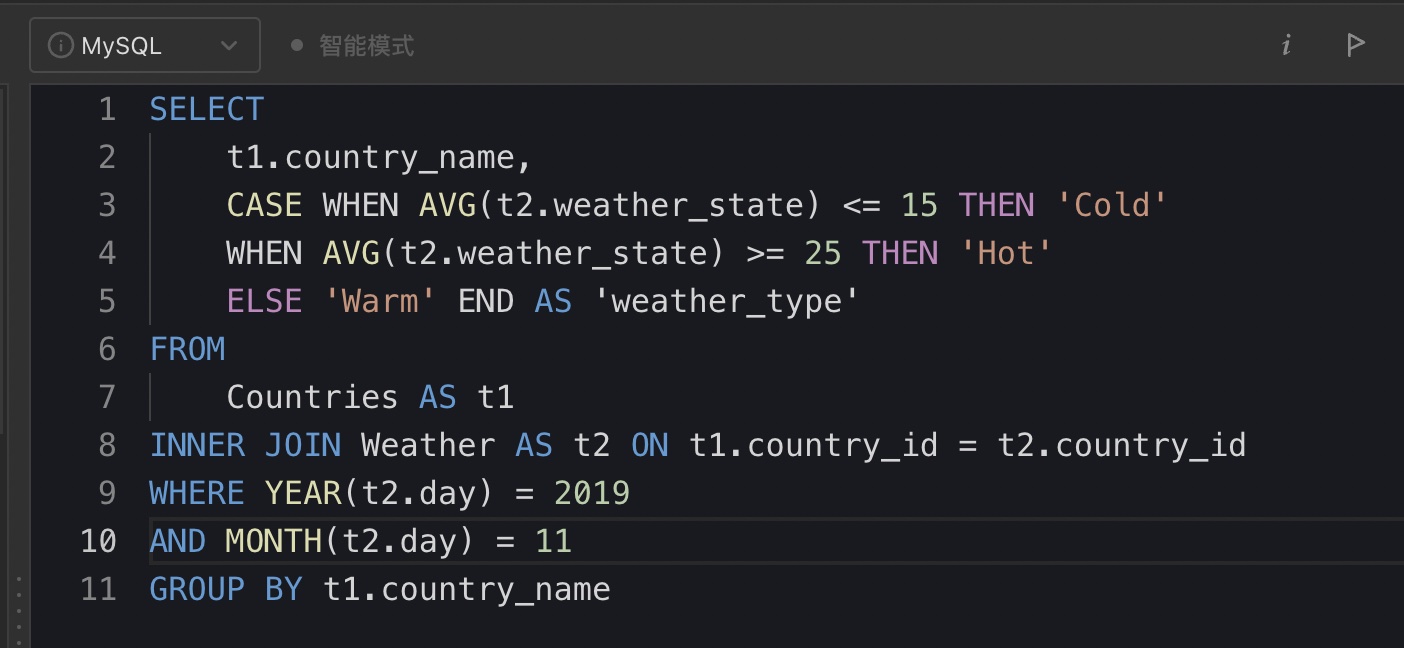 MySQL 智能模式
1 SELECT
2 t1.country_name,
3 CASE WHEN AVG(t2.weather_state) <= 15 THEN 'Cold'
4 WHEN AVG(t2.weather_state) >= 25 THEN 'Hot'
5 ELSE 'Warm' END AS 'weather_type'
6 FROM
7 Countries AS t1
8 INNER JOIN Weather AS t2 ON t1.country_id = t2.country_id
9 WHERE YEAR(t2.day) = 2019
10 AND MONTH(t2.day) = 11
11 GROUP BY t1.country_name